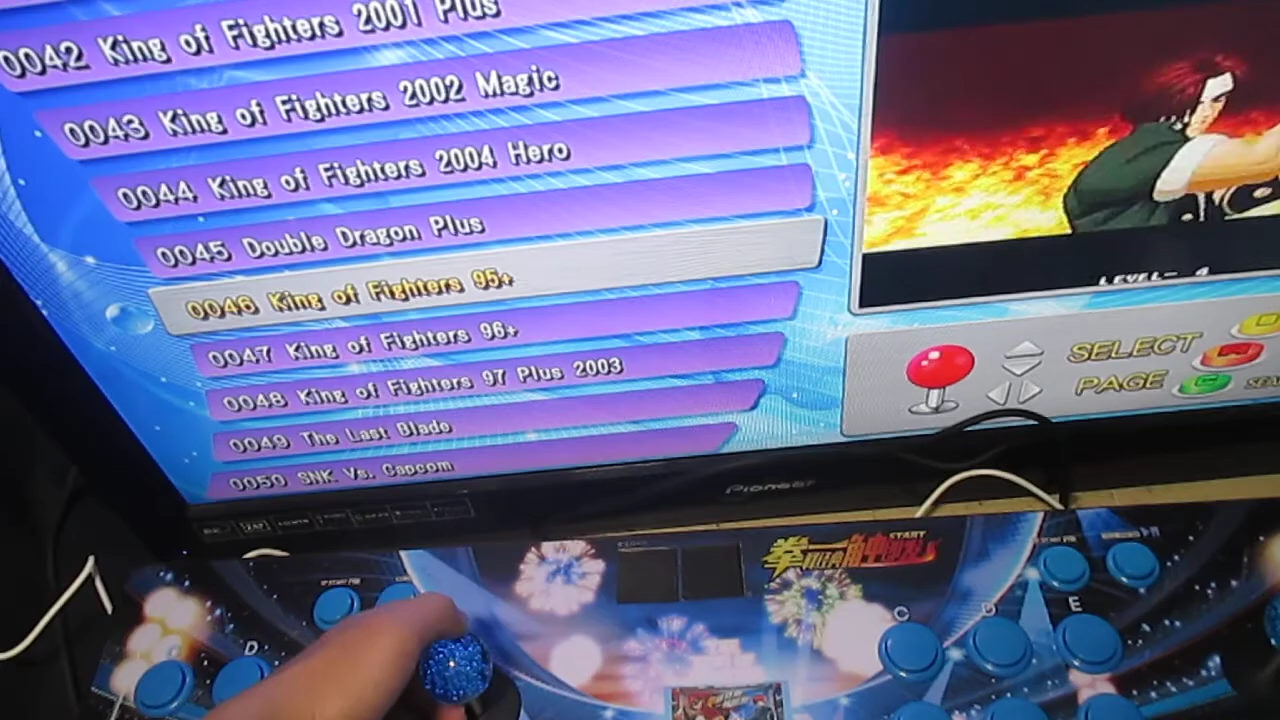 0042 King of Fighters 2001 Plus
0043 King of Fighters 2002 Magic
0044 King of Fighters 2004 Hero
0045 Double Dragon Plus
0046 King of Fighters 95+
0047 King of Fighters 96+
0048 King of Fighters 97 Plus 2003
0049 The Last Blade
0050 SNK Vs. Capcom
LEVEL- 4
SELECT
PAGE
Pioneer
START
拳
D
C
D
E